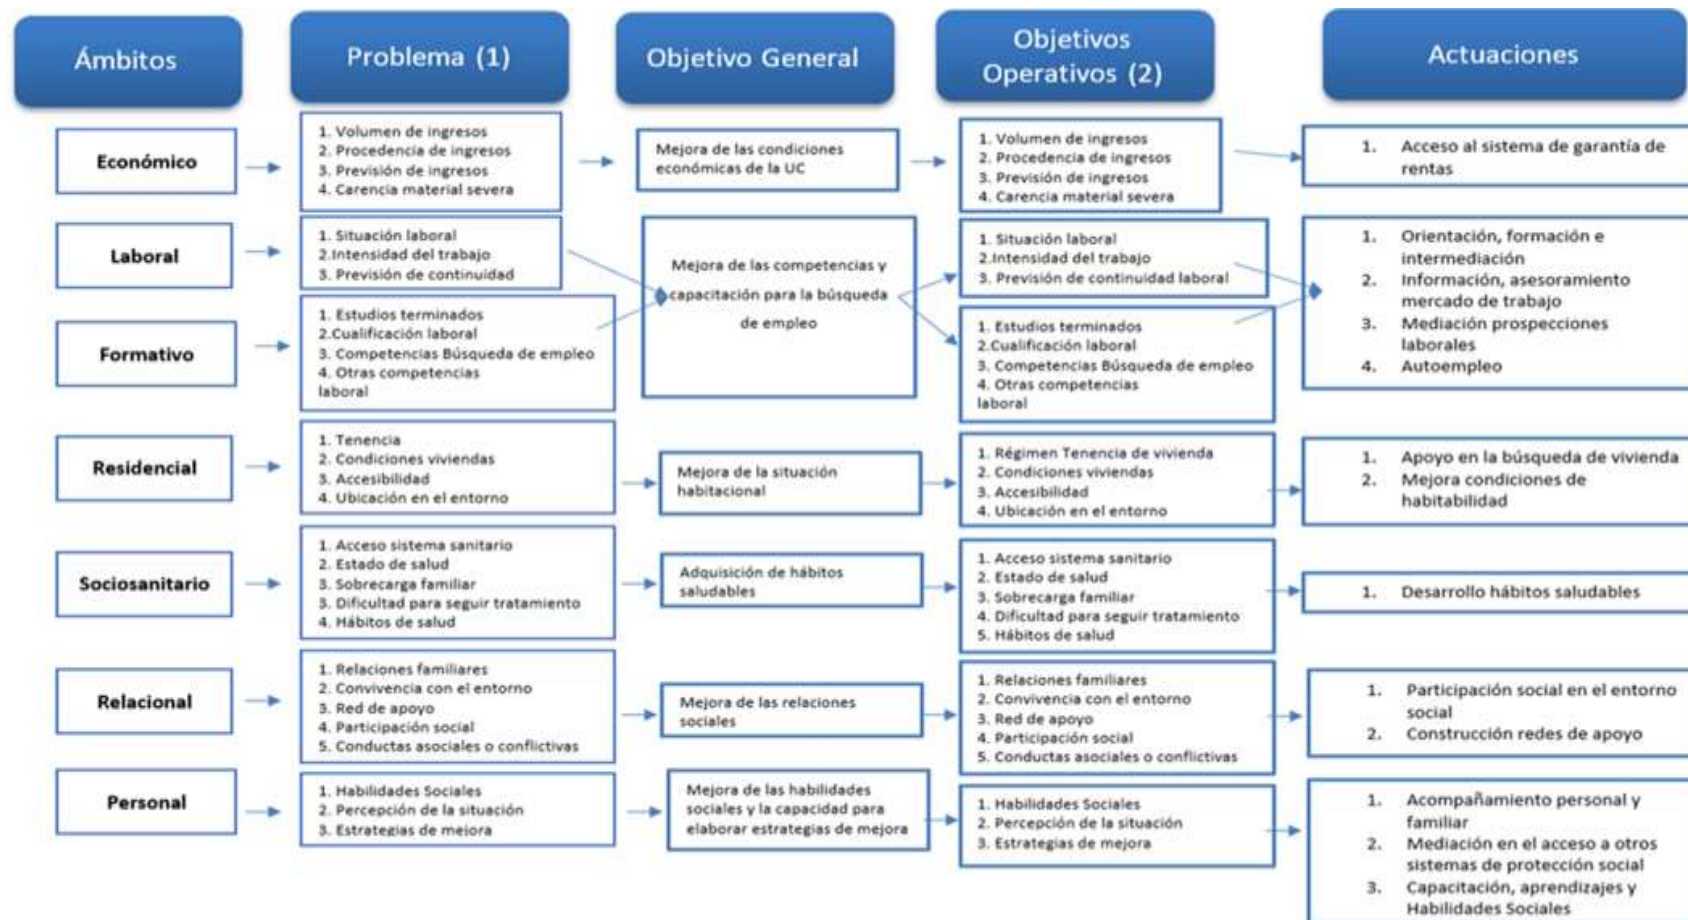 Ámbitos
Problema (1)
Objetivo General
Objetivos
Operativos (2)
Actuaciones
Económico
1. Volumen de ingresos
2. Procedencia de ingresos
3. Previsión de ingresos
4. Carencia material severa
Mejora de las condiciones
económicas de la UC
1. Volumen de ingresos
2. Procedencia de ingresos
3. Previsión de ingresos
4. Carencia material severa
1. Acceso al sistema de garantía de
rentas
Laboral
1. Situación laboral
2.Intensidad del trabajo
3. Previsión de continuidad
Mejora de las competencias y
capacitación para la búsqueda
de empleo
1. Situación laboral
2.Intensidad del trabajo
3. Previsión de continuidad laboral
1. Orientación, formación e
intermediación
2. Información, asesoramiento
mercado de trabajo
3. Mediación prospecciones
laborales
4. Autoempleo
Formativo
1. Estudios terminados
2.Cualificación laboral
3. Competencias Búsqueda de empleo
4. Otras competencias
laboral
1. Estudios terminados
2.Cualificación laboral
3. Competencias Búsqueda de empleo
4. Otras competencias
laboral
Residencial
1. Tenencia
2. Condiciones viviendas
3. Accesibilidad
4. Ubicación en el entorno
Mejora de la situación
habitacional
1. Régimen Tenencia de vivienda
2. Condiciones viviendas
3. Accesibilidad
4. Ubicación en el entorno
1. Apoyo en la búsqueda de vivienda
2. Mejora condiciones de
habitabilidad
Sociosanitario
1. Acceso sistema sanitario
2. Estado de salud
3. Sobrecarga familiar
3. Dificultad para seguir tratamiento
4. Hábitos de salud
Adquisición de hábitos
saludables
1. Acceso sistema sanitario
2. Estado de salud
3. Sobrecarga familiar
4. Dificultad para seguir tratamiento
5. Hábitos de salud
1. Desarrollo hábitos saludables
Relacional
1. Relaciones familiares
2. Convivencia con el entorno
3. Red de apoyo
4. Participación social
5. Conductas asociales o conflictivas
Mejora de las relaciones
sociales
1. Relaciones familiares
2. Convivencia con el entorno
3. Red de apoyo
4. Participación social
5. Conductas asociales o conflictivas
1. Participación social en el entorno
social
2. Construcción redes de apoyo
Personal
1. Habilidades Sociales
2. Percepción de la situación
3. Estrategias de mejora
Mejora de las habilidades
sociales y la capacidad para
elaborar estrategias de mejora
1. Habilidades Sociales
2. Percepción de la situación
3. Estrategias de mejora
1. Acompañamiento personal y
familiar
2. Mediación en el acceso a otros
sistemas de protección social
3. Capacitación, aprendizajes y
Habilidades Sociales